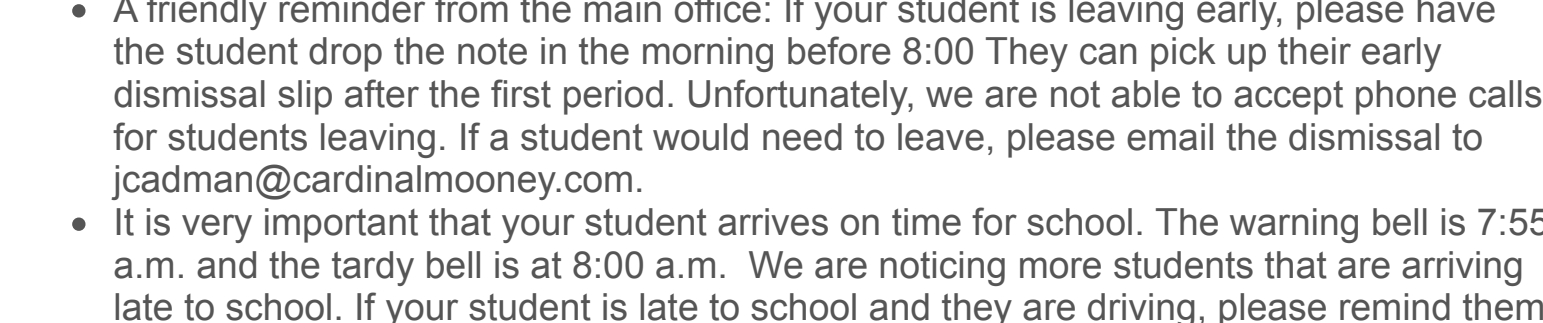 • A friendly reminder from the main office: If your student is leaving early, please have
the student drop the note in the morning before 8:00 They can pick up their early
dismissal slip after the first period. Unfortunately, we are not able to accept phone calls
for students leaving. If a student would need to leave, please email the dismissal to
jcadman@cardinalmooney.com.
• It is very important that your student arrives on time for school. The warning bell is 7:55
a.m. and the tardy bell is at 8:00 a.m.  We are noticing more students that are arriving
late to school. If your student is late to school and they are driving, please remind them